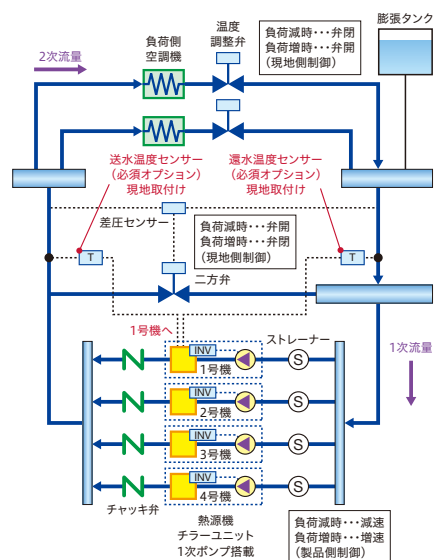 膨張タンク
負荷側
空調機
温度
調整弁
負荷減時・・・弁閉
負荷増時・・・弁開
(現地側制御)
2次流量
送水温度センサー
(必須オプション)
現地取付け
還水温度センサー
(必須オプション)
現地取付け
差圧センサー
負荷減時・・・弁開
負荷増時・・・弁閉
(現地側制御)
T
T
二方弁
1号機へ
ストレーナー
1次流量
INV
1号機
S
INV
2号機
S
INV
3号機
S
INV
4号機
S
チャッキ弁
熱源機
チラーユニット
1次ポンプ搭載
負荷減時・・・減速
負荷増時・・・増速
(製品側制御)